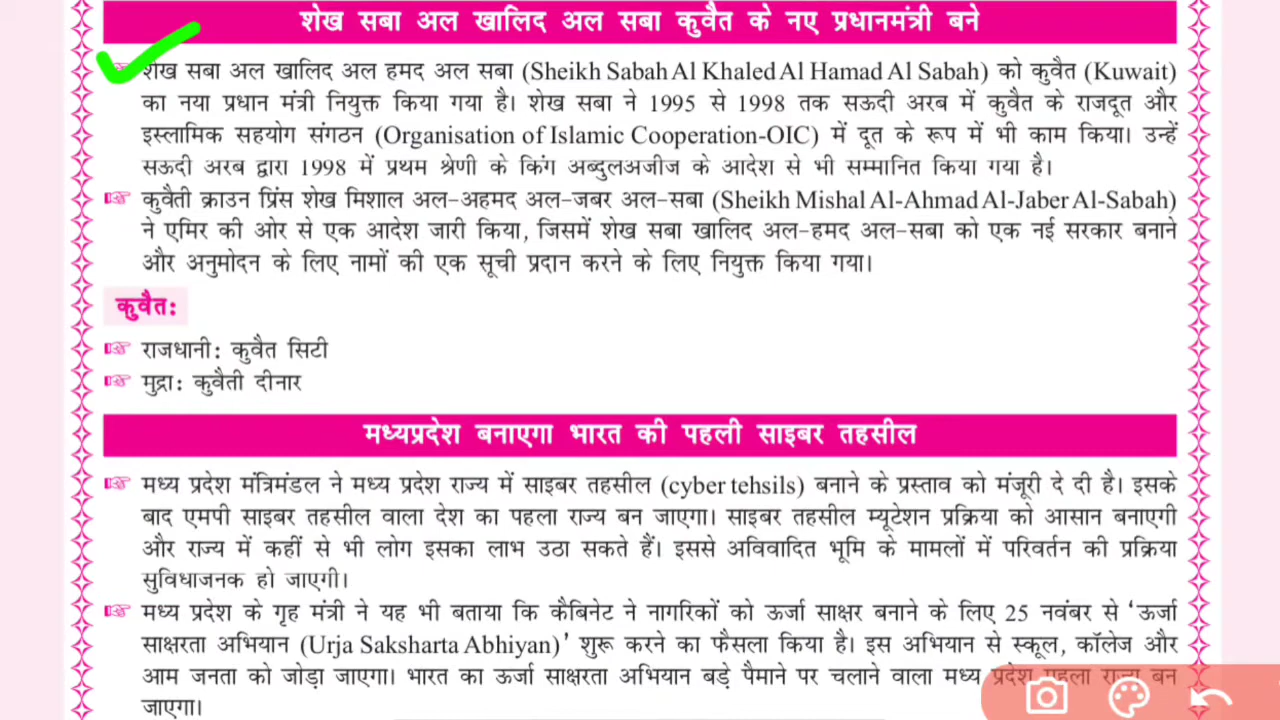 शेख सबा अल खालिद अल सबा कुवैत के नए प्रधानमंत्री बने
शेख सबा अल खालिद अल हमद अल सबा (Sheikh Sabah Al Khaled Al Hamad Al Sabah) को कुवैत (Kuwait)
का नया प्रधान मंत्री नियुक्त किया गया है। शेख सबा ने 1995 से 1998 तक सऊदी अरब में कुवैत के राजदूत और
इस्लामिक सहयोग संगठन (Organisation of Islamic Cooperation-OIC) में दूत के रूप में भी काम किया। उन्हें
सऊदी अरब द्वारा 1998 में प्रथम श्रेणी के किंग अब्दुलअजीज के आदेश से भी सम्मानित किया गया है।
कुवैती क्राउन प्रिंस शेख मिशाल अल-अहमद अल-जबर अल-सबा (Sheikh Mishal Al-Ahmad Al-Jaber Al-Sabah)
ने एमिर की ओर से एक आदेश जारी किया, जिसमें शेख सबा खालिद अल-हमद अल-सबा को एक नई सरकार बनाने
और अनुमोदन के लिए नामों की एक सूची प्रदान करने के लिए नियुक्त किया गया।
कुवैत:
राजधानी: कुवैत सिटी
मुद्रा: कुवैती दीनार
मध्यप्रदेश बनाएगा भारत की पहली साइबर तहसील
मध्य प्रदेश मंत्रिमंडल ने मध्य प्रदेश राज्य में साइबर तहसील (cyber tehsils) बनाने के प्रस्ताव को मंजूरी दे दी है। इसके
बाद एमपी साइबर तहसील वाला देश का पहला राज्य बन जाएगा। साइबर तहसील म्यूटेशन प्रक्रिया को आसान बनाएगी
और राज्य में कहीं से भी लोग इसका लाभ उठा सकते हैं। इससे अविवादित भूमि के मामलों में परिवर्तन की प्रक्रिया
सुविधाजनक हो जाएगी।
मध्य प्रदेश के गृह मंत्री ने यह भी बताया कि कैबिनेट ने नागरिकों को ऊर्जा साक्षर बनाने के लिए 25 नवंबर से ‘ऊर्जा
साक्षरता अभियान (Urja Saksharta Abhiyan)’ शुरू करने का फैसला किया है। इस अभियान से स्कूल, कॉलेज और
आम जनता को जोड़ा जाएगा। भारत का ऊर्जा साक्षरता अभियान बड़े पैमाने पर चलाने वाला मध्य प्रदेश पहला राज्य बन
जाएगा।